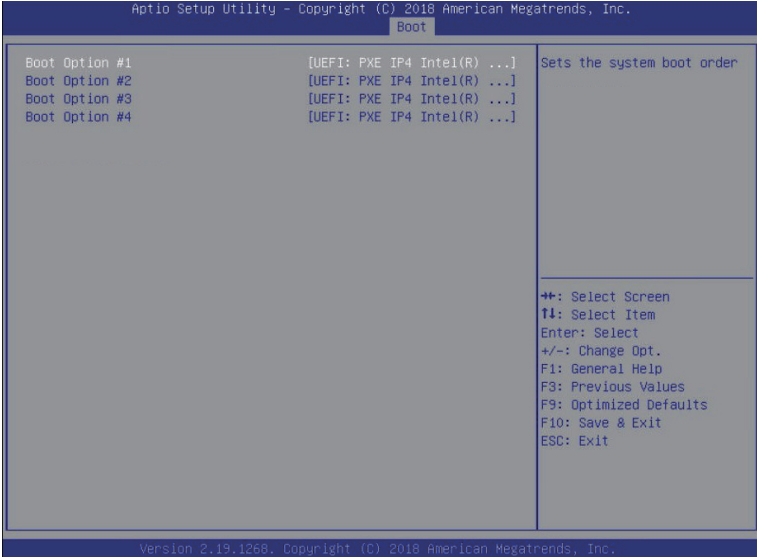 Aptio Setup Utility – Copyright (C) 2018 American Megatrends, Inc.
Boot
Boot Option #1 [UEFI: PXE IP4 Intel(R) ...]
Boot Option #2 [UEFI: PXE IP4 Intel(R) ...]
Boot Option #3 [UEFI: PXE IP4 Intel(R) ...]
Boot Option #4 [UEFI: PXE IP4 Intel(R) ...]
Sets the system boot order
→←: Select Screen
↑↓: Select Item
Enter: Select
+/-: Change Opt.
F1: General Help
F3: Previous Values
F9: Optimized Defaults
F10: Save & Exit
ESC: Exit
Version 2.19.1268. Copyright (C) 2018 American Megatrends, Inc.